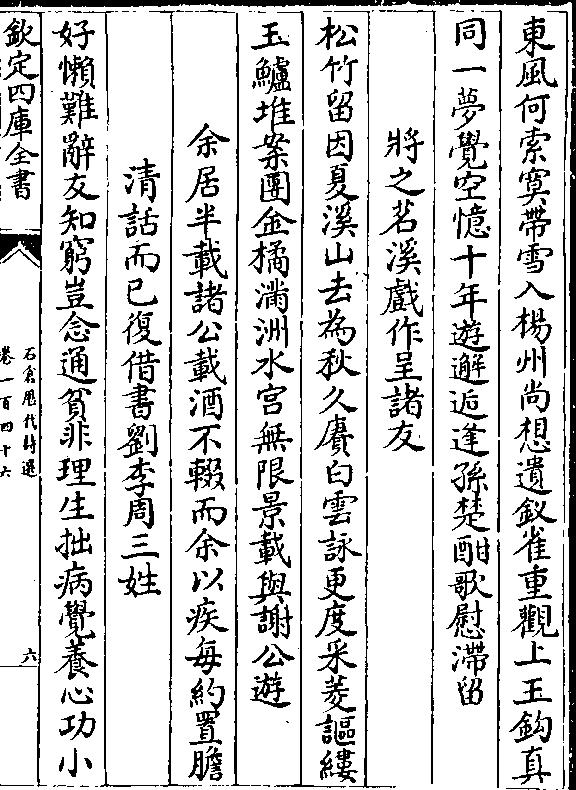 東風何索寞帶雪入楊州尚想遺釵雀重觀上玉鈎真
同一夢覺空憶十年遊邂逅逢孫楚酣歌慰滯留
將之苕溪戲作呈諸友
松竹留因夏溪山去為秋久賡白雲詠更度采菱謳縷
玉鱸堆案團金橘滿洲水宮無限景載與謝公遊
余居半載諸公載酒不輟而余以疾每約置膳
清話而已復借書劉李周三姓
好懶難辭友知窮豈念通貧非理生拙病覺養心功小
欽定四庫全書
石倉歷代詩選
卷一百四十六
六